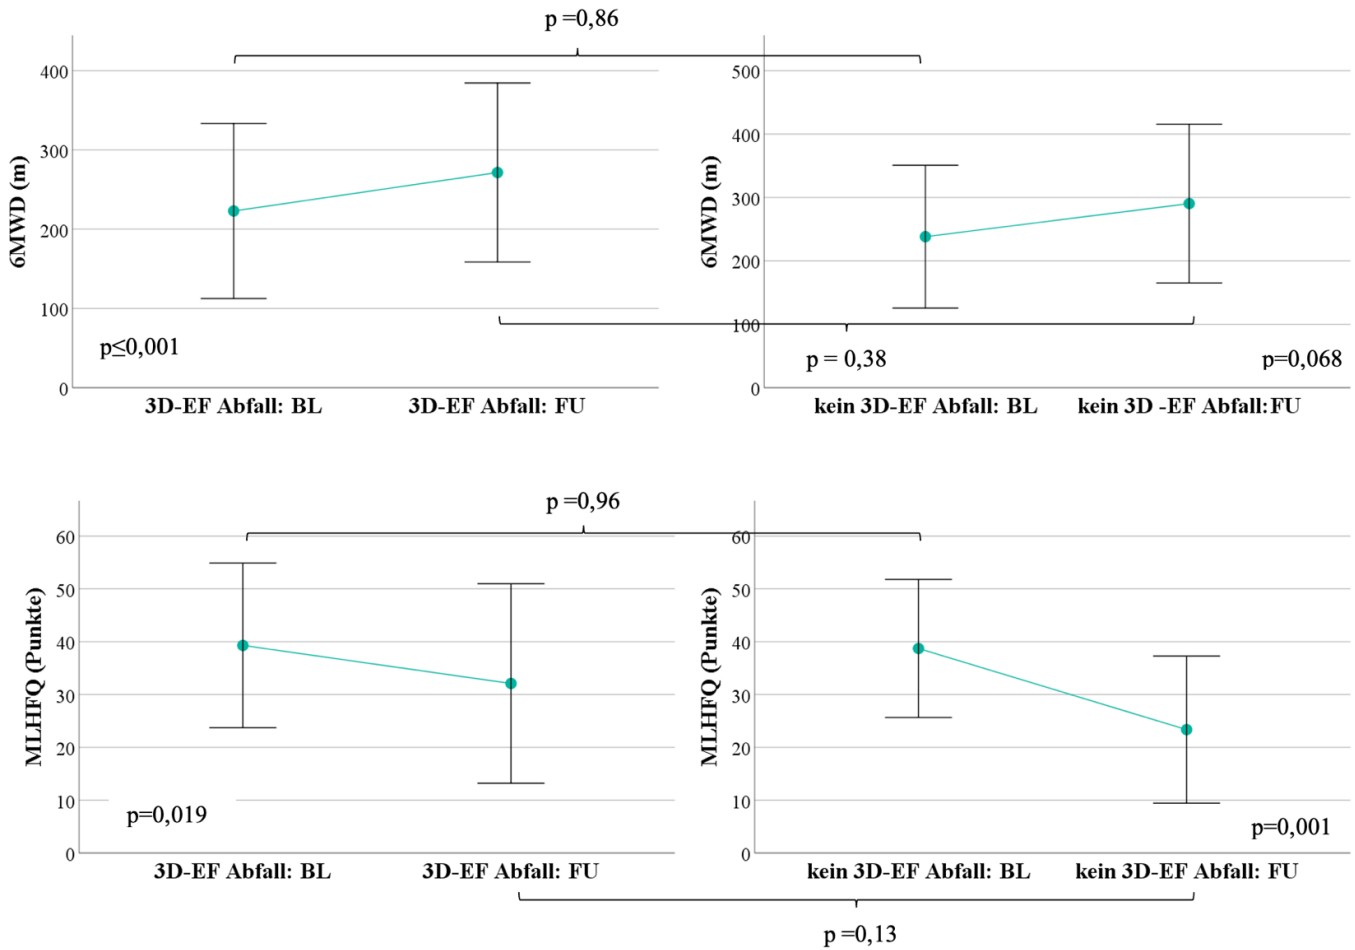 p =0,86
6MWD (m)
400
300
200
100
0
p≤0,001
3D-EF Abfall: BL
3D-EF Abfall: FU
6MWD (m)
500
400
300
200
100
0
p = 0,38
p=0,068
kein 3D-EF Abfall: BL
kein 3D -EF Abfall:FU
p =0,96
MLHFQ (Punkte)
60
50
40
30
20
10
0
p=0,019
3D-EF Abfall: BL
3D-EF Abfall: FU
MLHFQ (Punkte)
60
50
40
30
20
10
0
p=0,001
kein 3D-EF Abfall: BL
kein 3D-EF Abfall: FU
p=0,13